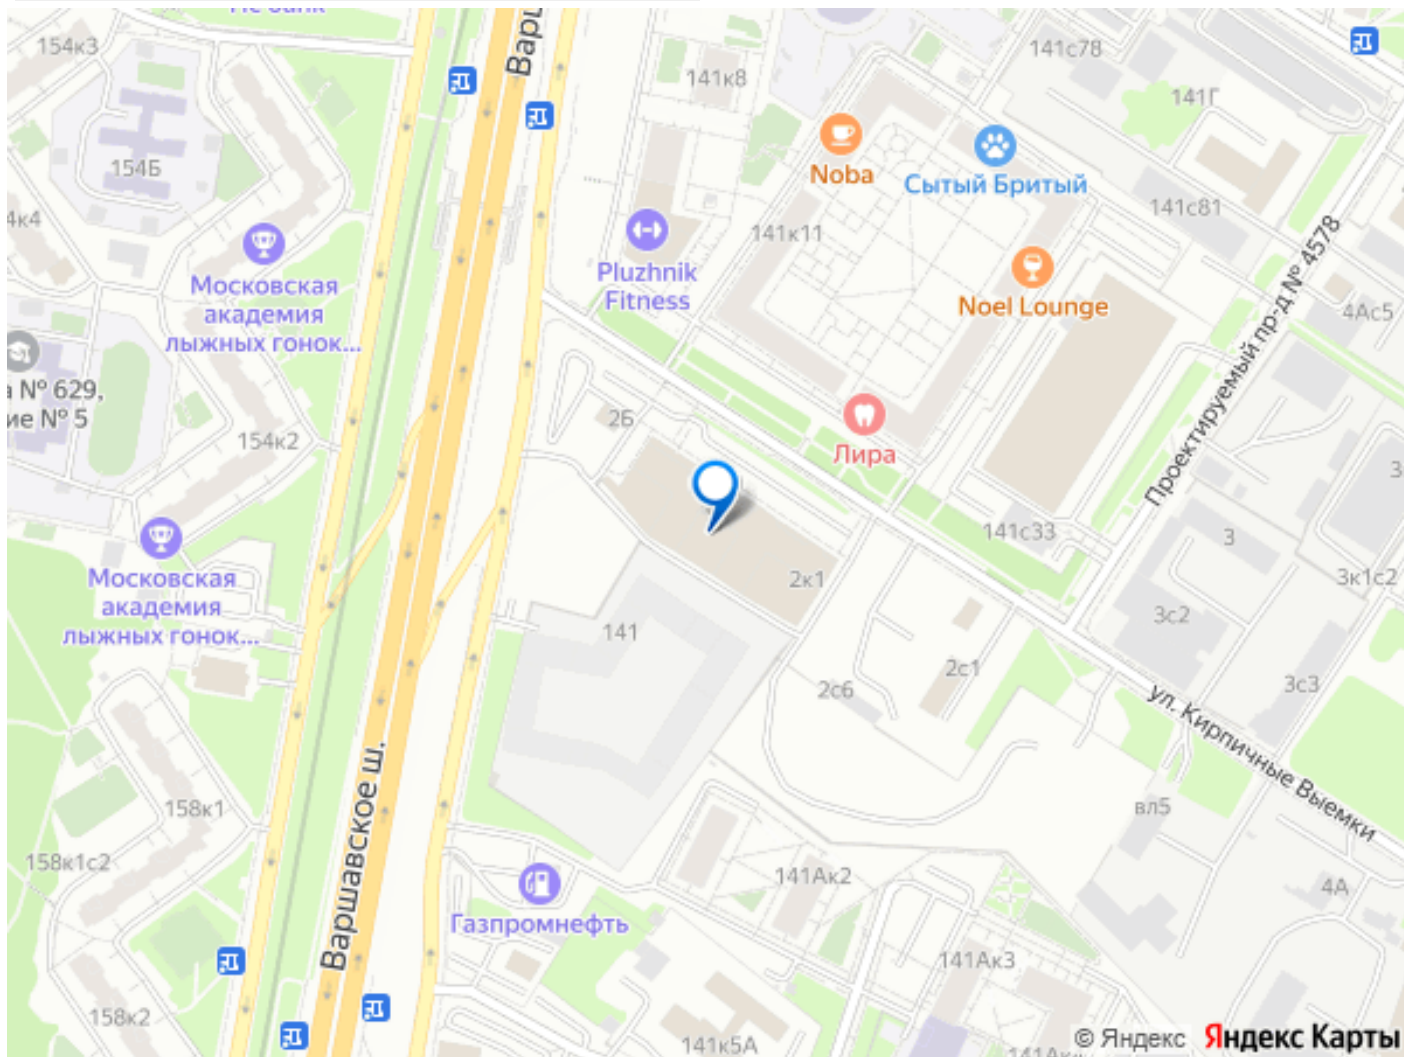 154к3
Варш
141к8
141с78
141Г
154Б
Noba
Сытый Бритый
141с81
4к4
141к11
Pluzhnik
Fitness
Московская
академия
лыжных гонок...
Noel Lounge
Проектируемый пр-д № 4578
4Ас5
а № 629,
ие № 5
154к2
2Б
Лира
141с33
3
3к1с2
2к1
Московская
академия
лыжных гонок...
141
3с2
2с1
2с6
3с3
ул. Кирпичные Выемки
Варшавское ш.
158к1
вл5
158к1с2
141Ак2
4А
Газпромнефть
141Ак3
158к2
141к5А
© Яндекс
Яндекс Карты